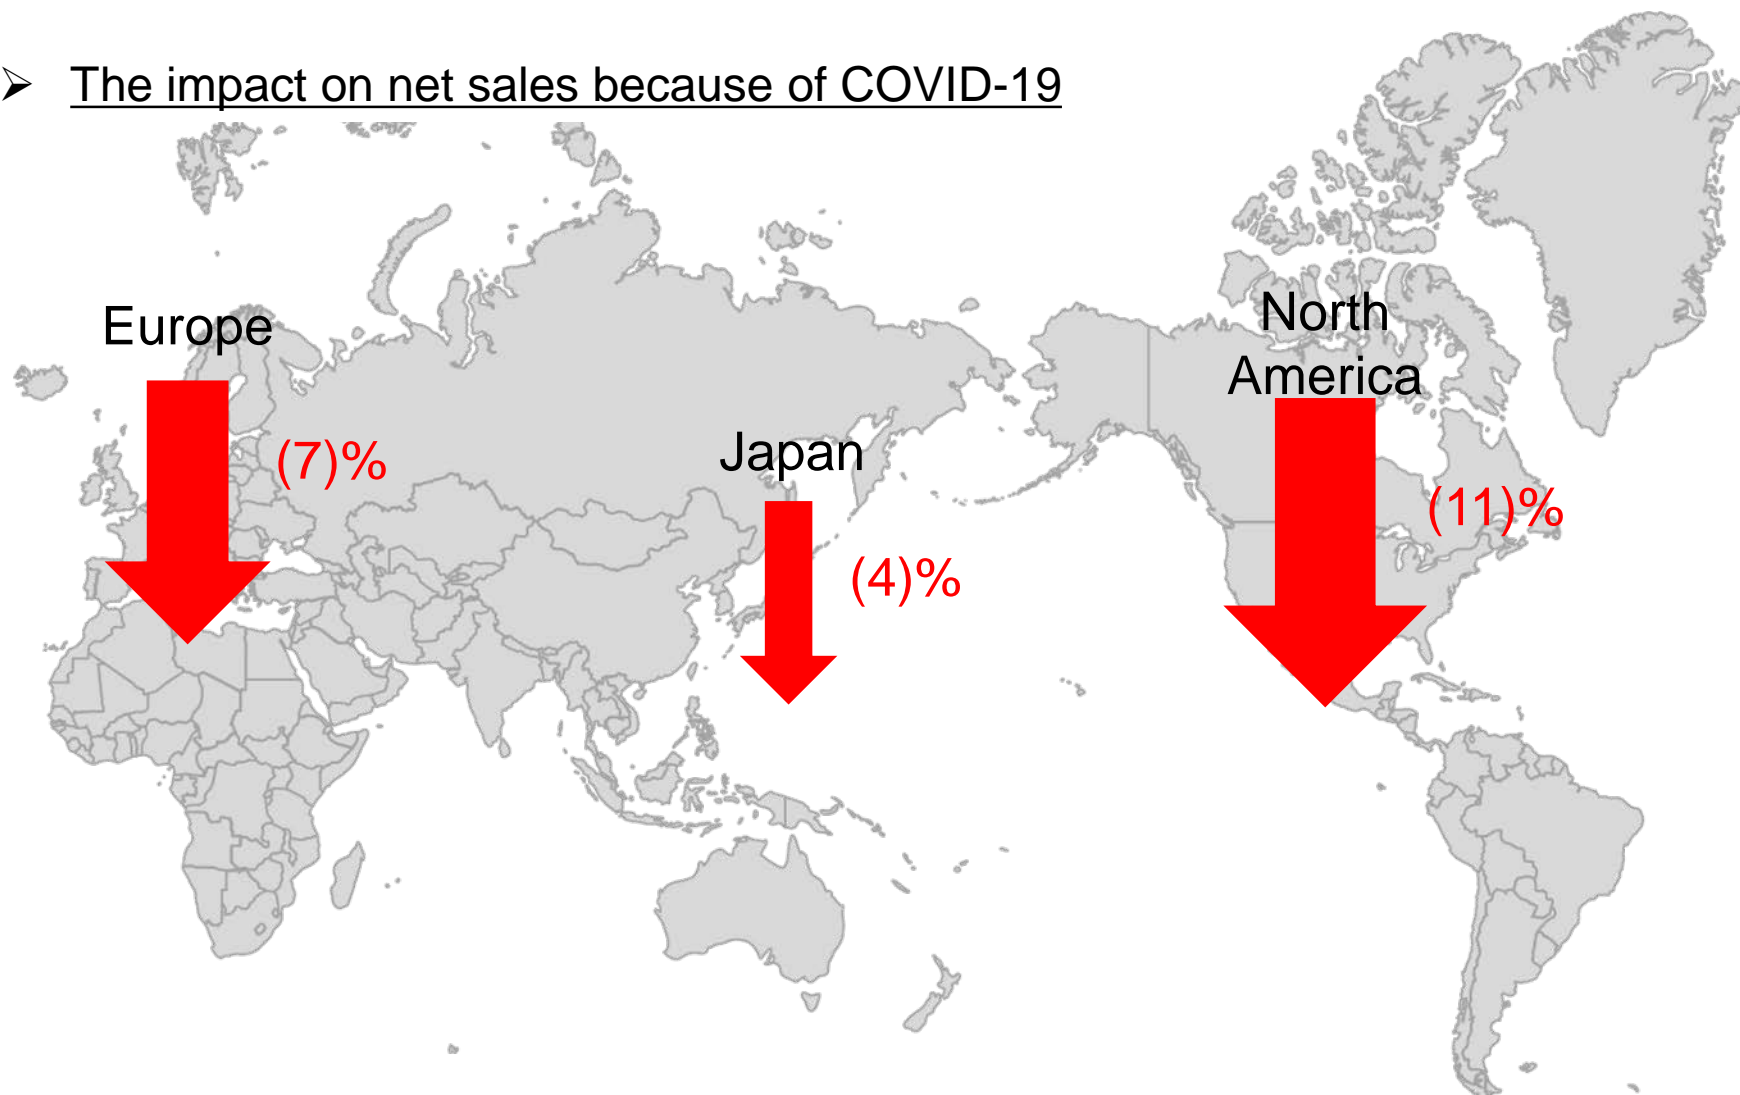 ➢ The impact on net sales because of COVID-19
Europe
(7)%
Japan
(4)%
North
America
(11)%